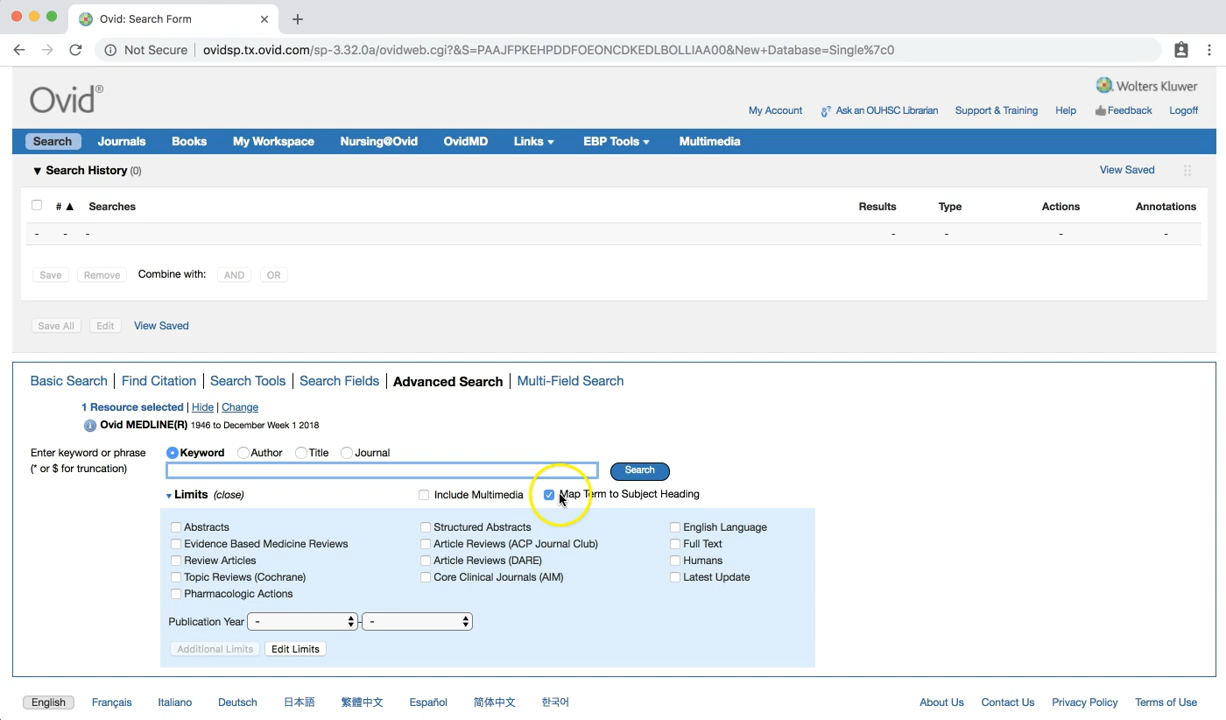 Ovid: Search Form
Not Secure | ovidsp.tx.ovid.com/sp-3.32.0a/ovidweb.cgi?&S=PAAJFPKEHPDDFOEONCDKEDLBOLLIAA00&New+Database=Single%7c0
Ovid®
Wolters Kluwer
My Account Ask an OUHSC Librarian Support & Training Help Feedback Logoff
Search Journals Books My Workspace Nursing@Ovid OvidMD Links EBP Tools Multimedia
Search History (0) View Saved
# Searches Results Type Actions Annotations
- - - - - - -
Save Remove Combine with: AND OR
Save All Edit View Saved
Basic Search | Find Citation | Search Tools | Search Fields | Advanced Search | Multi-Field Search
1 Resource selected | Hide | Change
Ovid MEDLINE(R) 1946 to December Week 1 2018
Enter keyword or phrase Keyword Author Title Journal
(* or $ for truncation) Search
Limits (close) Include Multimedia Map Term to Subject Heading
Abstracts Structured Abstracts English Language
Evidence Based Medicine Reviews Article Reviews (ACP Journal Club) Full Text
Review Articles Article Reviews (DARE) Humans
Topic Reviews (Cochrane) Core Clinical Journals (AIM) Latest Update
Pharmacologic Actions
Publication Year - - -
Additional Limits Edit Limits
English Français Italiano Deutsch 日本語 繁體中文 Español 简体中文 한국어 About Us Contact Us Privacy Policy Terms of Use